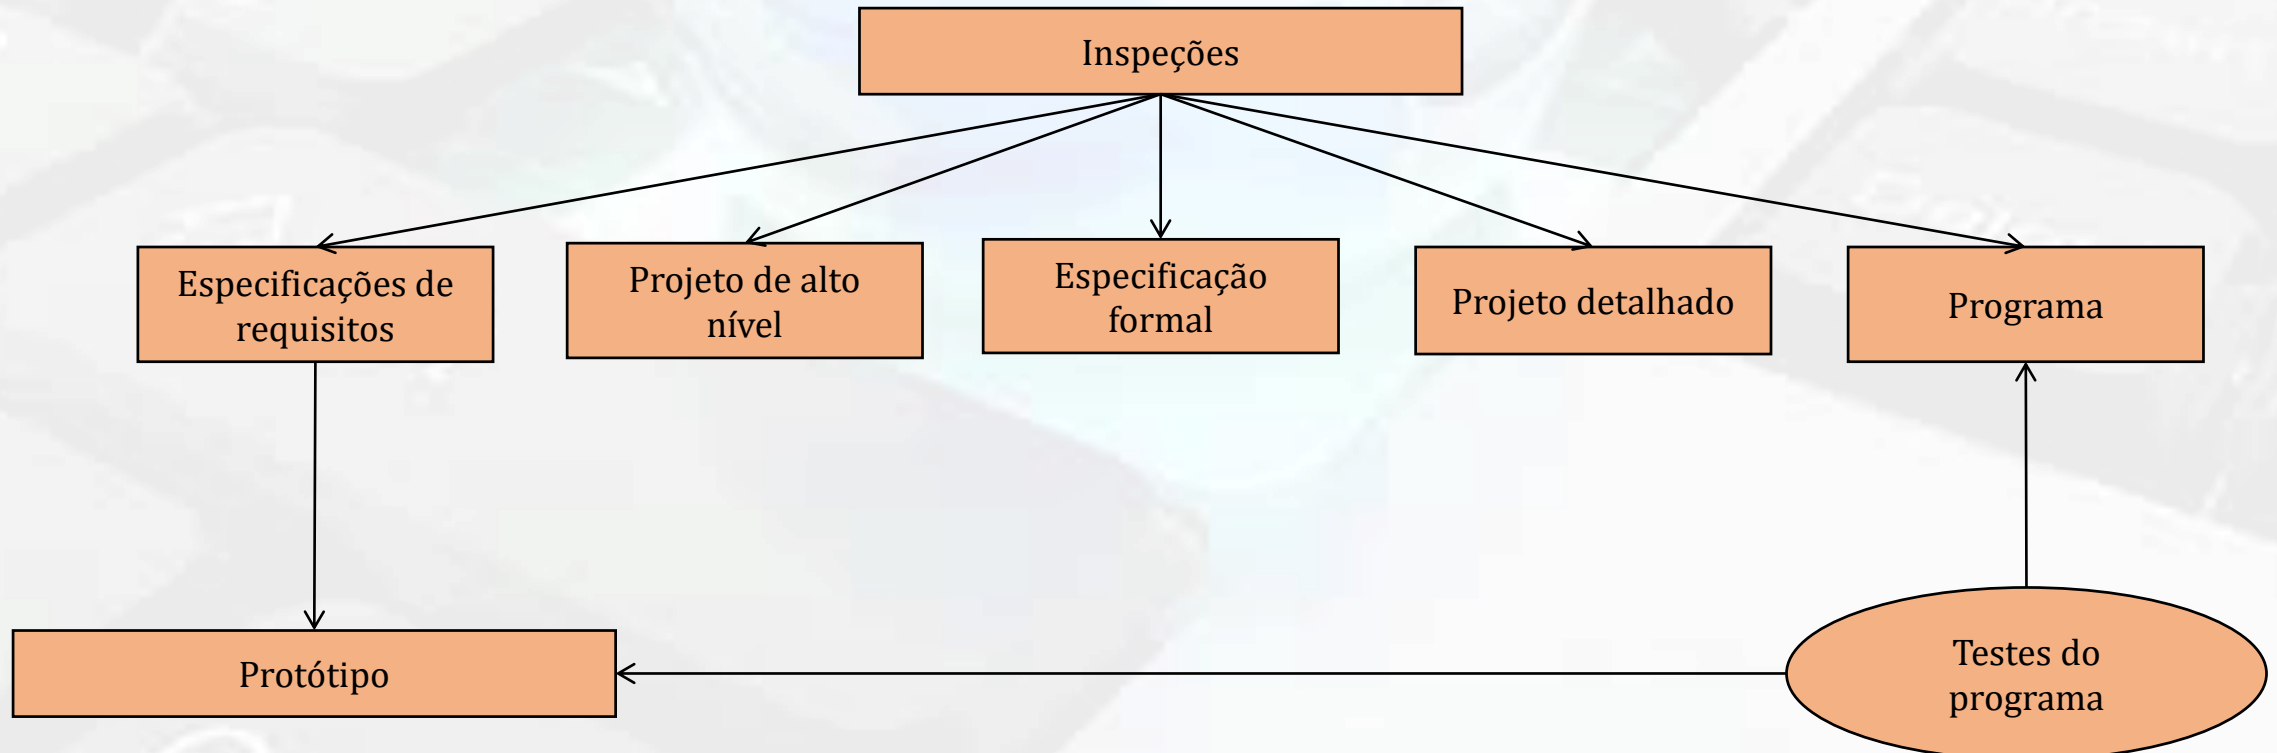 Inspeções
Especificações de
requisitos
Projeto de alto
nível
Especificação
formal
Projeto detalhado
Programa
Protótipo
Testes do
programa